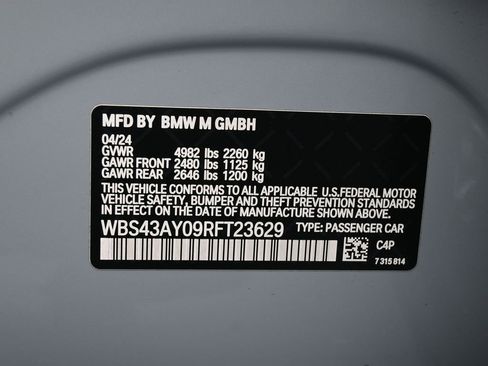 MFD BY BMW M GMBH
04/24
GVWR 4982 lbs 2260 kg
GAWR FRONT 2480 lbs 1125 kg
GAWR REAR 2646 lbs 1200 kg
THIS VEHICLE CONFORMS TO ALL APPLICABLE U.S.FEDERAL MOTOR
VEHICLE SAFETY, BUMPER AND THEFT PREVENTION STANDARDS
IN EFFECT ON THE DATE OF MANUFACTURE SHOWN ABOVE.
WBS43AY09RFT23629 TYPE: PASSENGER CAR
C4P
7 315 814